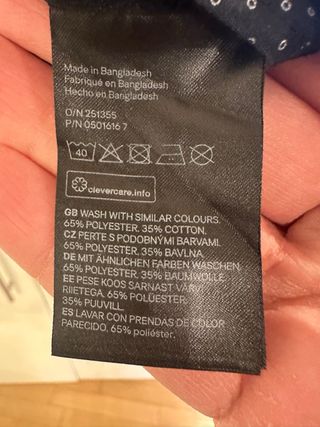 Made in Bangladesh
Fabriqué en Bangladesh
Hecho en Bangladesh
O/N 251355
P/N 0501616 7
40
clevercare.info
GB WASH WITH SIMILAR COLOURS.
65% POLYESTER, 35% COTTON.
CZ PERTE S PODOBNÝMI BARVAMI.
65% POLYESTER, 35% BAVLNA.
DE MIT ÄHNLICHEN FARBEN WASCHEN.
65% POLYESTER, 35% BAUMWOLLE.
EE PESE KOOS SARNAST VÄRVI
RIIETEGA. 65% POLÜESTER,
35% PUUVILL.
ES LAVAR CON PRENDAS DE COLOR
PARECIDO. 65% poliéster.